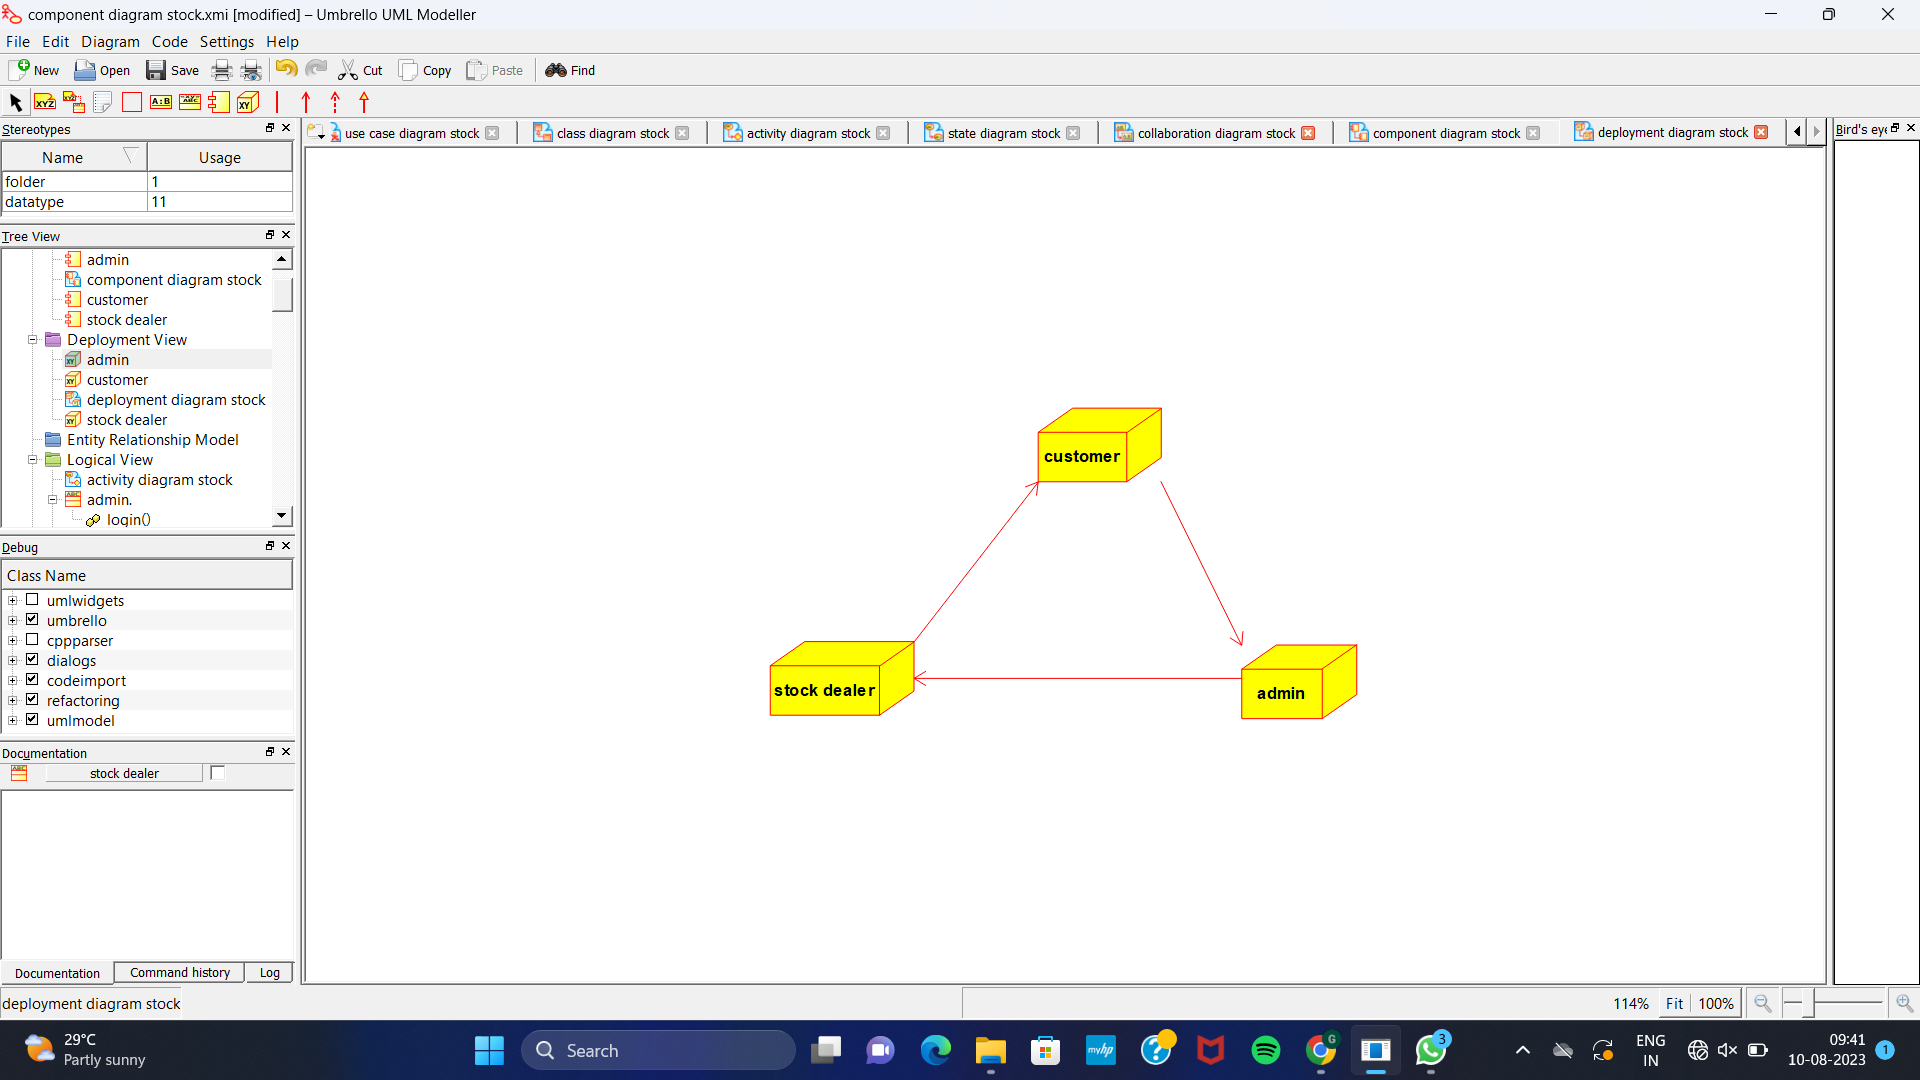 component diagram stock.xmi [modified] – Umbrello UML Modeller
File Edit Diagram Code Settings Help
New Open Save Cut Copy Paste Find
XYZ A:B XY
Stereotypes
Name Usage
folder 1
datatype 11
use case diagram stock class diagram stock activity diagram stock state diagram stock collaboration diagram stock component diagram stock deployment diagram stock
Bird's eye
Tree View
admin
component diagram stock
customer
stock dealer
Deployment View
admin
customer
deployment diagram stock
stock dealer
Entity Relationship Model
Logical View
activity diagram stock
admin.
login()
customer
stock dealer
admin
Debug
Class Name
umlwidgets
umbrello
cppparser
dialogs
codeimport
refactoring
umlmodel
Documentation
stock dealer
Documentation Command history Log
deployment diagram stock
114% Fit 100%
29°C
Partly sunny
Search
myhp
G
3
ENG
IN
09:41
10-08-2023
1